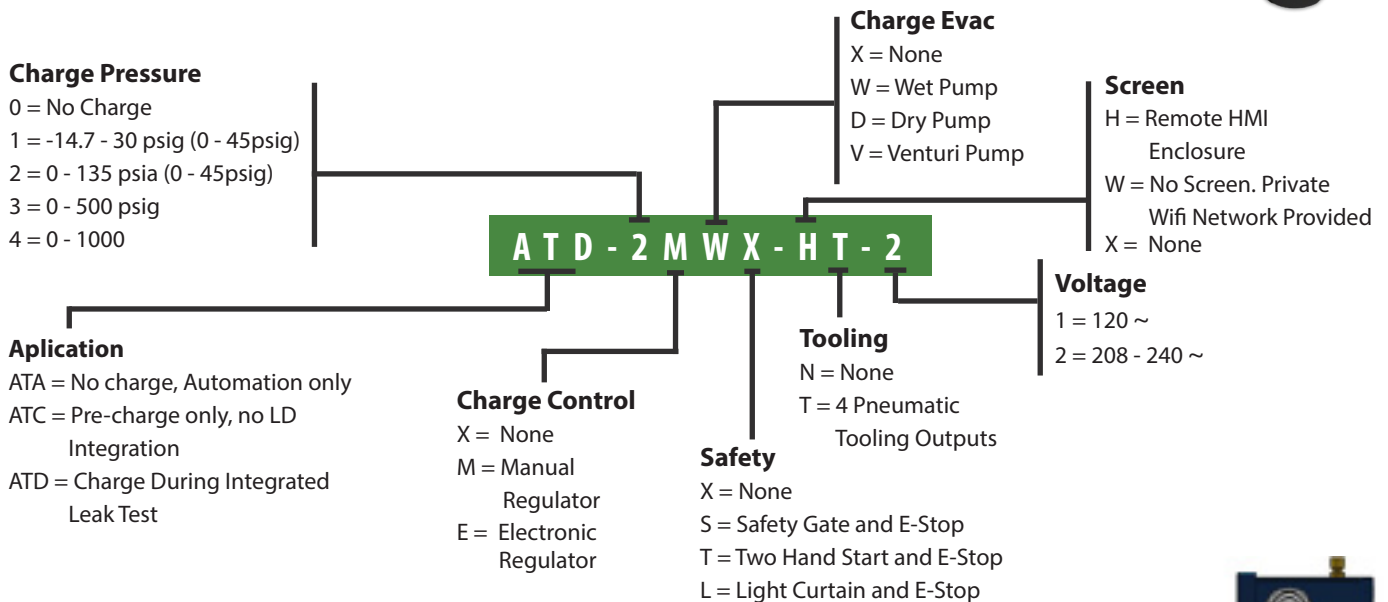 Charge Pressure
0 = No Charge
1 = -14.7 - 30 psig (0 - 45psig)
2 = 0 - 135 psia (0 - 45psig)
3 = 0 - 500 psig
4 = 0 - 1000
Charge Evac
X = None
W = Wet Pump
D = Dry Pump
V = Venturi Pump
Screen
H = Remote HMI
Enclosure
W = No Screen. Private
Wifi Network Provided
X = None
ATD - 2MWX - HT - 2
Aplication
ATA = No charge, Automation only
ATC = Pre-charge only, no LD
Integration
ATD = Charge During Integrated
Leak Test
Charge Control
X = None
M = Manual
Regulator
E = Electronic
Regulator
Safety
X = None
S = Safety Gate and E-Stop
T = Two Hand Start and E-Stop
L = Light Curtain and E-Stop
Tooling
N = None
T = 4 Pneumatic
Tooling Outputs
Voltage
1 = 120 ~
2 = 208 - 240 ~